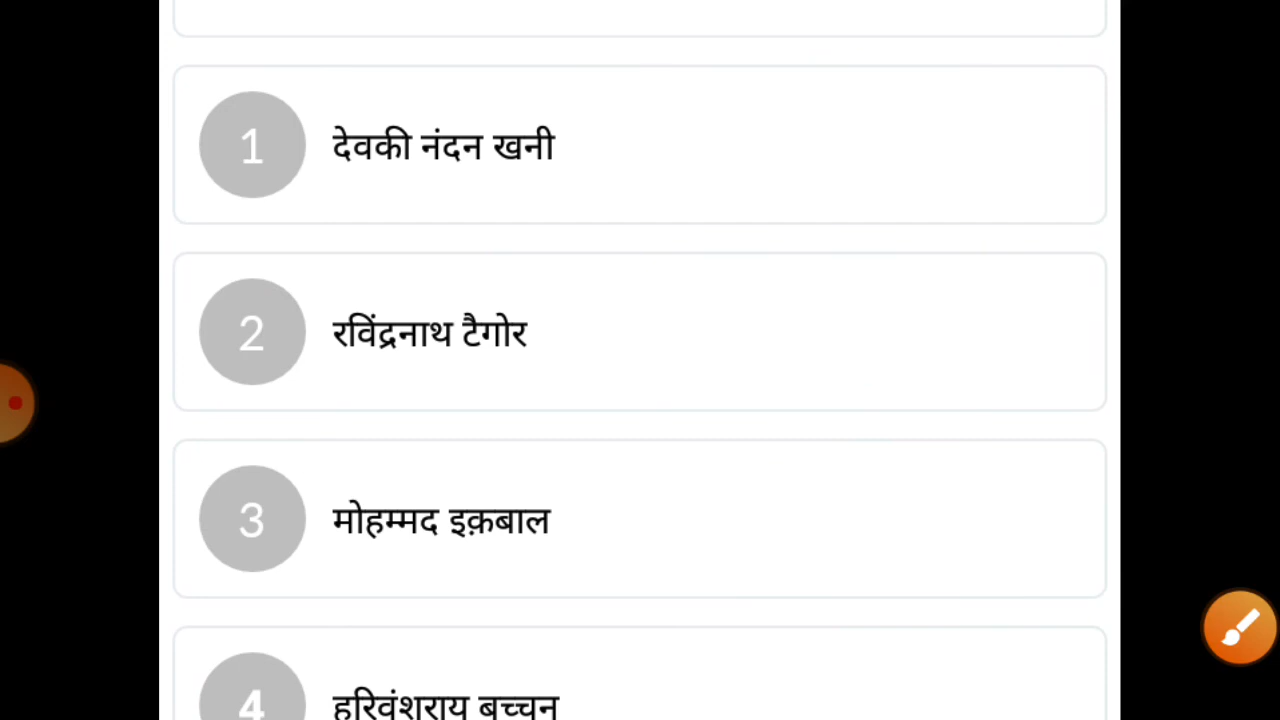 1 देवकी नंदन खनी
2 रविंद्रनाथ टैगोर
3 मोहम्मद इक़बाल
4 हरिवंशराय बच्चन